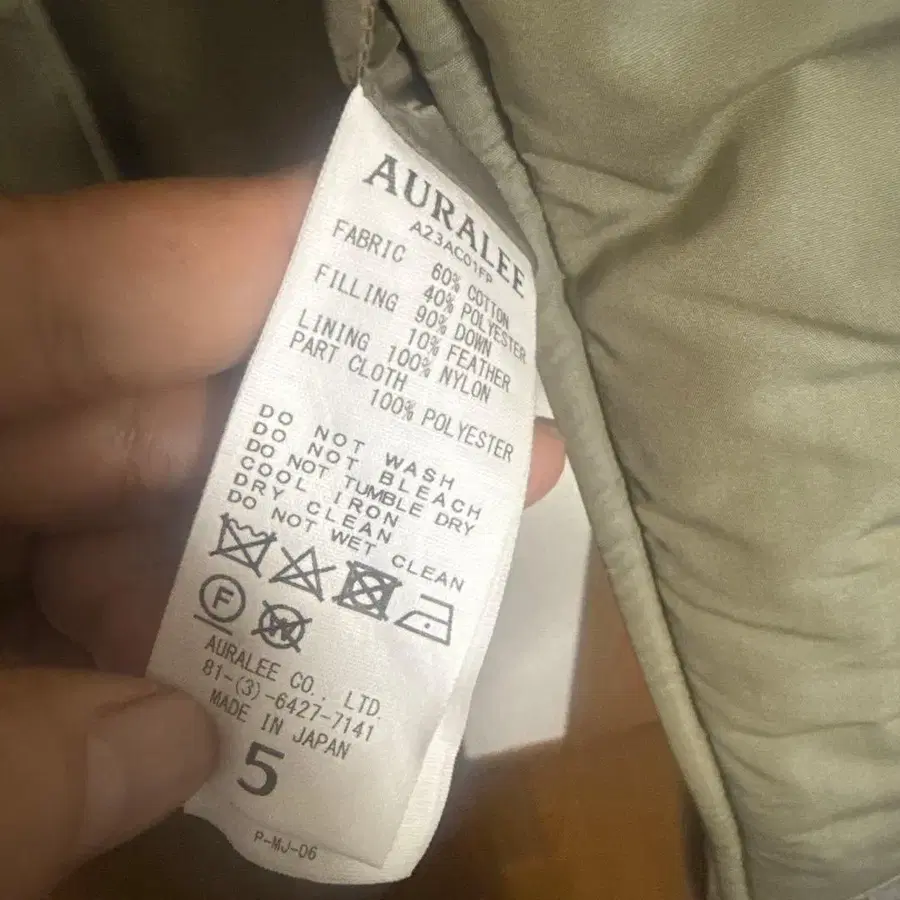 AURALEE
A23AC01FP
FABRIC 60% COTTON
40% POLYESTER
FILLING 90% DOWN
10% FEATHER
LINING 100% NYLON
PART CLOTH
100% POLYESTER
DO NOT WASH
DO NOT BLEACH
DO NOT TUMBLE DRY
COOL IRON
DRY CLEAN
DO NOT WET CLEAN
F
W
AURALEE CO., LTD.
81-(3)-6427-7141
MADE IN JAPAN
5
P-MJ-06